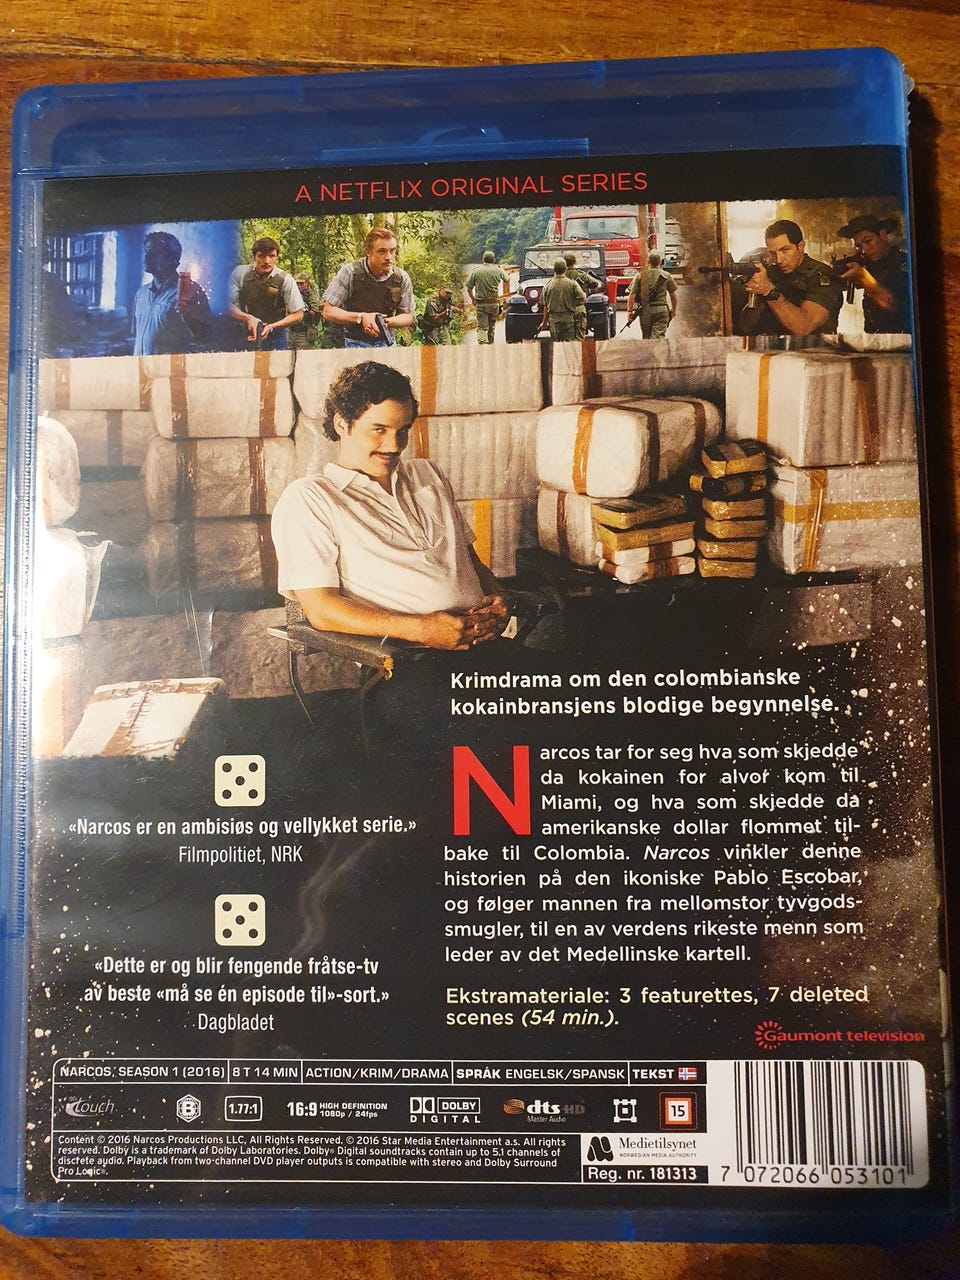 A NETFLIX ORIGINAL SERIES
Krimdrama om den colombianske
kokainbransjens blodige begynnelse.
Narcos tar for seg hva som skjedde
da kokainen for alvor kom til
Miami, og hva som skjedde da
amerikanske dollar flommet til-
bake til Colombia. Narcos vinkler denne
historien på den ikoniske Pablo Escobar,
og følger mannen fra mellomstor tyvgods-
smugler, til en av verdens rikeste menn som
leder av det Medellinske kartell.
Ekstramateriale: 3 featurettes, 7 deleted
scenes (54 min.).
«Narcos er en ambisiøs og vellykket serie.»
Filmpolitiet, NRK
«Dette er og blir fengende fråtse-tv
av beste «må se én episode til»-sort.»
Dagbladet
Gaumont television
NARCOS, SEASON 1 (2016) 8 T 14 MIN ACTION/KRIM/DRAMA SPRÅK ENGELSK/SPANSK TEKST
touch B 1.77:1 16:9 HIGH DEFINITION 1080p / 24fps DOLBY DIGITAL dts-HD Master Audio 15
Content © 2016 Narcos Productions LLC, All Rights Reserved. © 2016 Star Media Entertainment a.s. All rights
reserved. Dolby is a trademark of Dolby Laboratories. Dolby® Digital soundtracks contain up to 5.1 channels of
discrete audio. Playback from two-channel DVD player outputs is compatible with stereo and Dolby Surround
Pro Logic®.
Medietilsynet
NORWEGIAN MEDIA AUTHORITY
Reg. nr. 181313
7 072066 053101